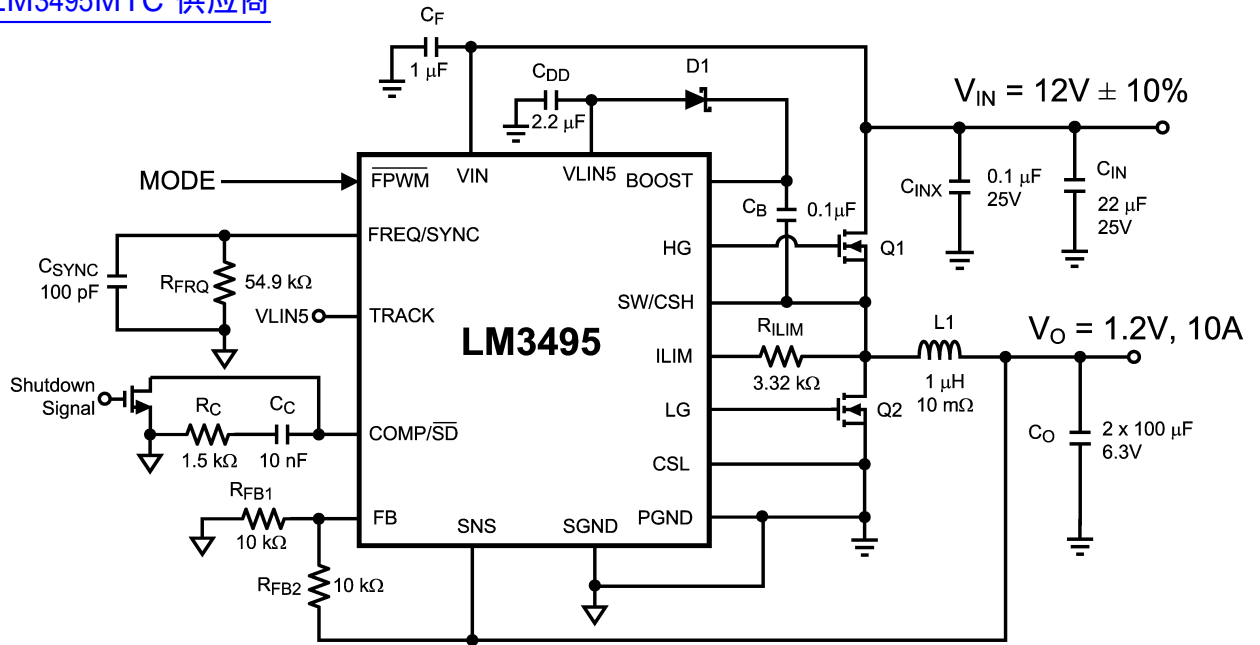 LM3495MTC 供应商
CF
1 μF
CDD
2.2 μF
D1
VIN = 12V ± 10%
MODE
FPWM
VIN
VLIN5
BOOST
CB
0.1μF
CINX
0.1 μF
25V
CIN
22 μF
25V
FREQ/SYNC
HG
Q1
CSYNC
100 pF
RFRQ
54.9 kΩ
VLIN5
TRACK
SW/CSH
LM3495
ILIM
RILIM
3.32 kΩ
L1
1 μH
10 mΩ
VO = 1.2V, 10A
Shutdown
Signal
RC
1.5 kΩ
CC
10 nF
COMP/SD
LG
Q2
CO
2 x 100 μF
6.3V
CSL
RFB1
10 kΩ
FB
SNS
SGND
PGND
RFB2
10 kΩ